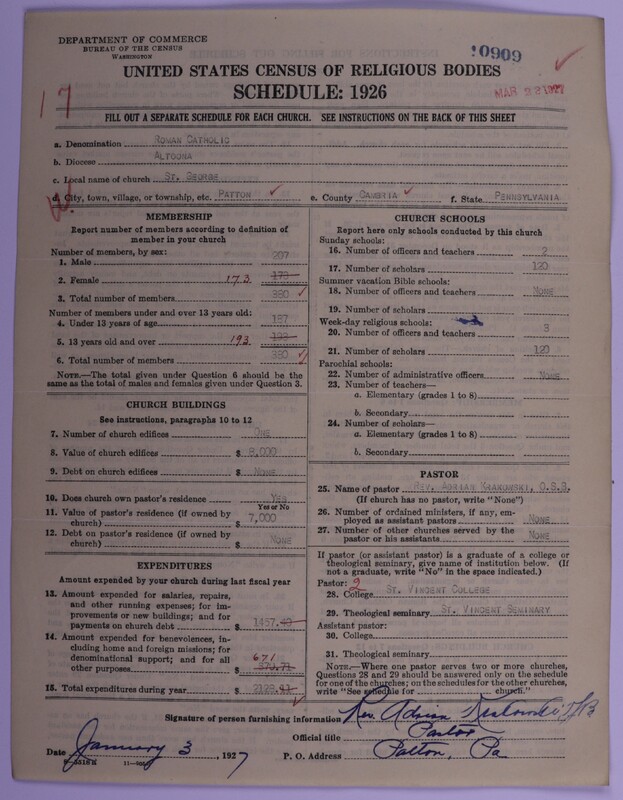 DEPARTMENT OF COMMERCE
BUREAU OF THE CENSUS
WASHINGTON
10909
UNITED STATES CENSUS OF RELIGIOUS BODIES
SCHEDULE: 1926
MAR 28 1927
17
FILL OUT A SEPARATE SCHEDULE FOR EACH CHURCH. SEE INSTRUCTIONS ON THE BACK OF THIS SHEET
a. Denomination ROMAN CATHOLIC
b. Diocese ALTOONA
c. Local name of church ST. GEORGE
d. City, town, village, or township, etc. PATTON e. County CAMBRIA f. State PENNSYLVANIA
MEMBERSHIP
Report number of members according to definition of member in your church
Number of members, by sex:
1. Male 207
2. Female 173
3. Total number of members 380
Number of members under and over 13 years old:
4. Under 13 years of age 187
5. 13 years old and over 193
6. Total number of members 380
NOTE.—The total given under Question 6 should be the same as the total of males and females given under Question 3.
CHURCH BUILDINGS
See instructions, paragraphs 10 to 12
7. Number of church edifices ONE
8. Value of church edifices $ 8,000
9. Debt on church edifices $ NONE
10. Does church own pastor's residence YES
Yes or No
11. Value of pastor's residence (if owned by church) $ 7,000
12. Debt on pastor's residence (if owned by church) $ NONE
EXPENDITURES
Amount expended by your church during last fiscal year
13. Amount expended for salaries, repairs, and other running expenses; for improvements or new buildings; and for payments on church debt $ 1457.
14. Amount expended for benevolences, including home and foreign missions; for denominational support; and for all other purposes 671 $
15. Total expenditures during year $ 2128.
CHURCH SCHOOLS
Report here only schools conducted by this church
Sunday schools:
16. Number of officers and teachers 2
17. Number of scholars 120
Summer vacation Bible schools:
18. Number of officers and teachers NONE
19. Number of scholars
Week-day religious schools:
20. Number of officers and teachers 3
21. Number of scholars 120
Parochial schools:
22. Number of administrative officers NONE
23. Number of teachers—
a. Elementary (grades 1 to 8)
b. Secondary
24. Number of scholars—
a. Elementary (grades 1 to 8)
b. Secondary
PASTOR
25. Name of pastor REV. ADRIAN KRAKOWSKI, O.S.B.
(If church has no pastor, write "None")
26. Number of ordained ministers, if any, employed as assistant pastors NONE
27. Number of other churches served by the pastor or his assistants NONE
If pastor (or assistant pastor) is a graduate of a college or theological seminary, give name of institution below. (If not a graduate, write "No" in the space indicated.)
Pastor: 2
28. College ST. VINCENT COLLEGE
29. Theological seminary ST. VINCENT SEMINARY
Assistant pastor:
30. College
31. Theological seminary
NOTE.—Where one pastor serves two or more churches, Questions 28 and 29 should be answered only on the schedule for one of the churches; on the schedules for the other churches, write "See schedule for church."
Signature of person furnishing information Rev. Adrian Krakowski OSB
Official title Pastor
Date January 3, 1927 P. O. Address Patton, Pa